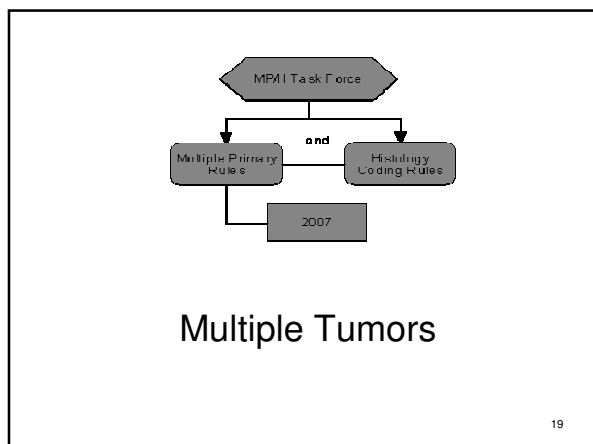 MP/H Task Force
and
Multiple Primary
Rules
Histology
Coding Rules
2007
Multiple Tumors
19